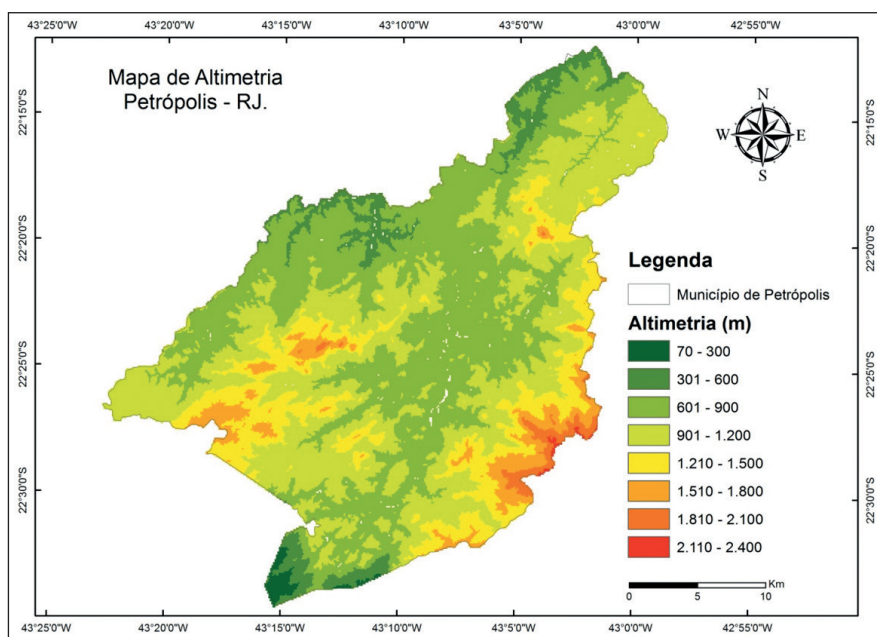 43°25'0"W 43°20'0"W 43°15'0"W 43°10'0"W 43°5'0"W 43°0'0"W 42°55'0"W
Mapa de Altimetria
Petrópolis - RJ.
22°15'0"S
22°20'0"S
22°25'0"S
22°30'0"S
N
W
E
S
22°15'0"S
22°20'0"S
22°25'0"S
22°30'0"S
Legenda
Município de Petrópolis
Altimetria (m)
70 - 300
301 - 600
601 - 900
901 - 1.200
1.210 - 1.500
1.510 - 1.800
1.810 - 2.100
2.110 - 2.400
Km
0 5 10
43°25'0"W 43°20'0"W 43°15'0"W 43°10'0"W 43°5'0"W 43°0'0"W 42°55'0"W